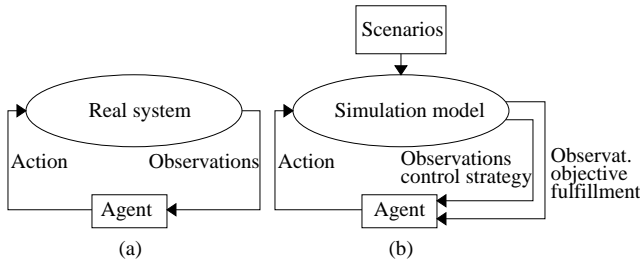 Scenarios
Real system
Simulation model
Action
Observations
Action
Observations
control strategy
Observat.
objective
fulfillment
Agent
Agent
(a)
(b)